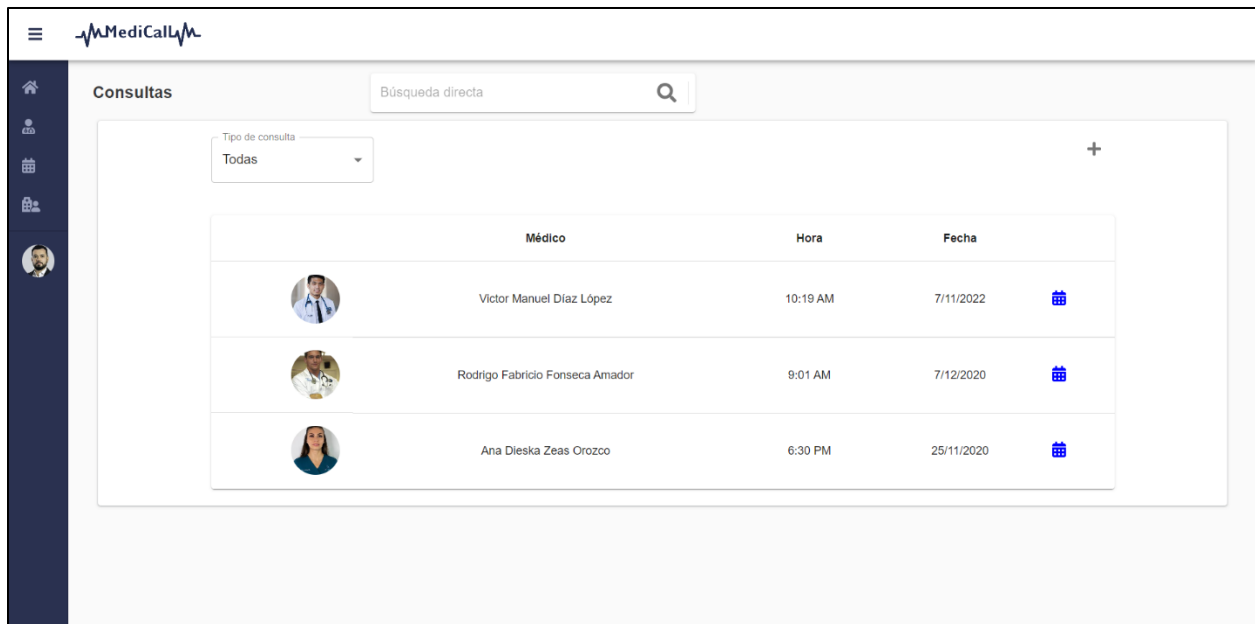 MediCall
Consultas
Búsqueda directa
Tipo de consulta
Todas
Médico Hora Fecha
Victor Manuel Díaz López 10:19 AM 7/11/2022
Rodrigo Fabricio Fonseca Amador 9:01 AM 7/12/2020
Ana Dieska Zeas Orozco 6:30 PM 25/11/2020